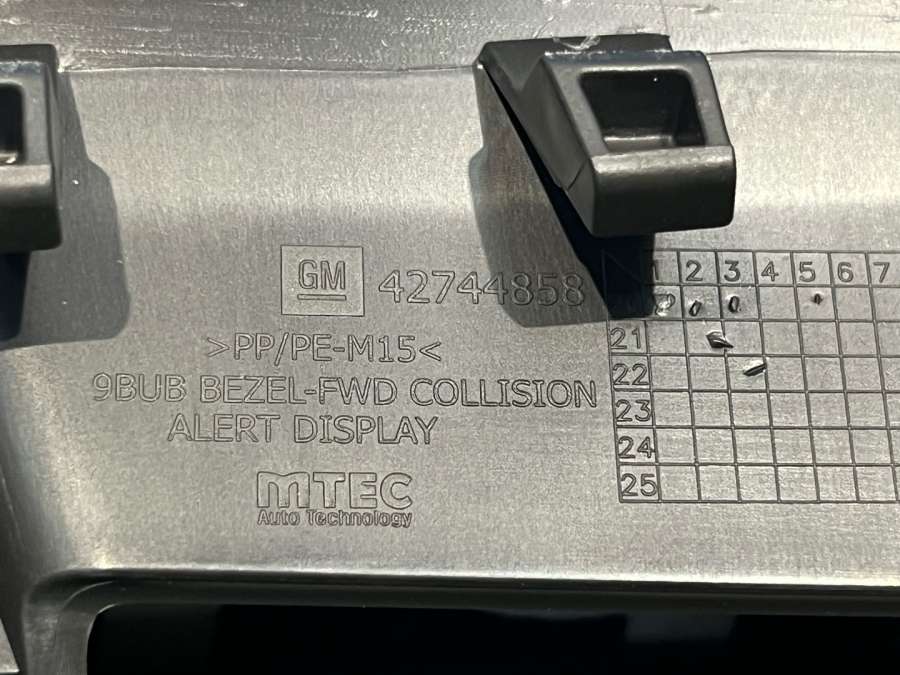 GM 42744858
>PP/PE-M15<
9BUB BEZEL-FWD COLLISION
ALERT DISPLAY
mTEC
Auto Technology
1 2 3 4 5 6 7
21
22
23
24
25